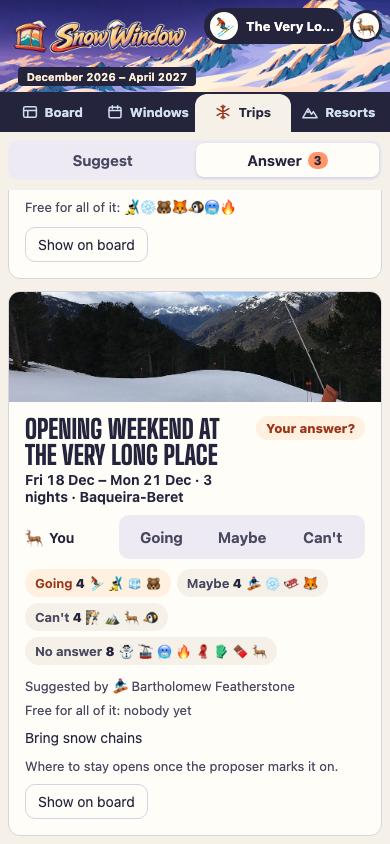 SnowWindow
The Very Lo...
December 2026 – April 2027
Board
Windows
Trips
Resorts
Suggest
Answer 3
Free for all of it:
Show on board
OPENING WEEKEND AT
THE VERY LONG PLACE
Your answer?
Fri 18 Dec – Mon 21 Dec · 3
nights · Baqueira-Beret
You
Going
Maybe
Can't
Going 4
Maybe 4
Can't 4
No answer 8
Suggested by Bartholomew Featherstone
Free for all of it: nobody yet
Bring snow chains
Where to stay opens once the proposer marks it on.
Show on board